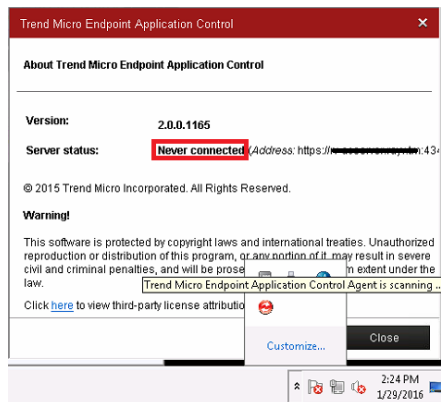 Trend Micro Endpoint Application Control
About Trend Micro Endpoint Application Control
Version: 2.0.0.1165
Server status: Never connected (Address: https:// :434
© 2015 Trend Micro Incorporated. All Rights Reserved.
Warning!
This software is protected by copyright laws and international treaties. Unauthorized
reproduction or distribution of this program, or any portion of it, may result in severe
civil and criminal penalties, and will be prose m extent under the
law.
Trend Micro Endpoint Application Control Agent is scanning ..
Click here to view third-party license attributio
Customize...
Close
2:24 PM
1/29/2016